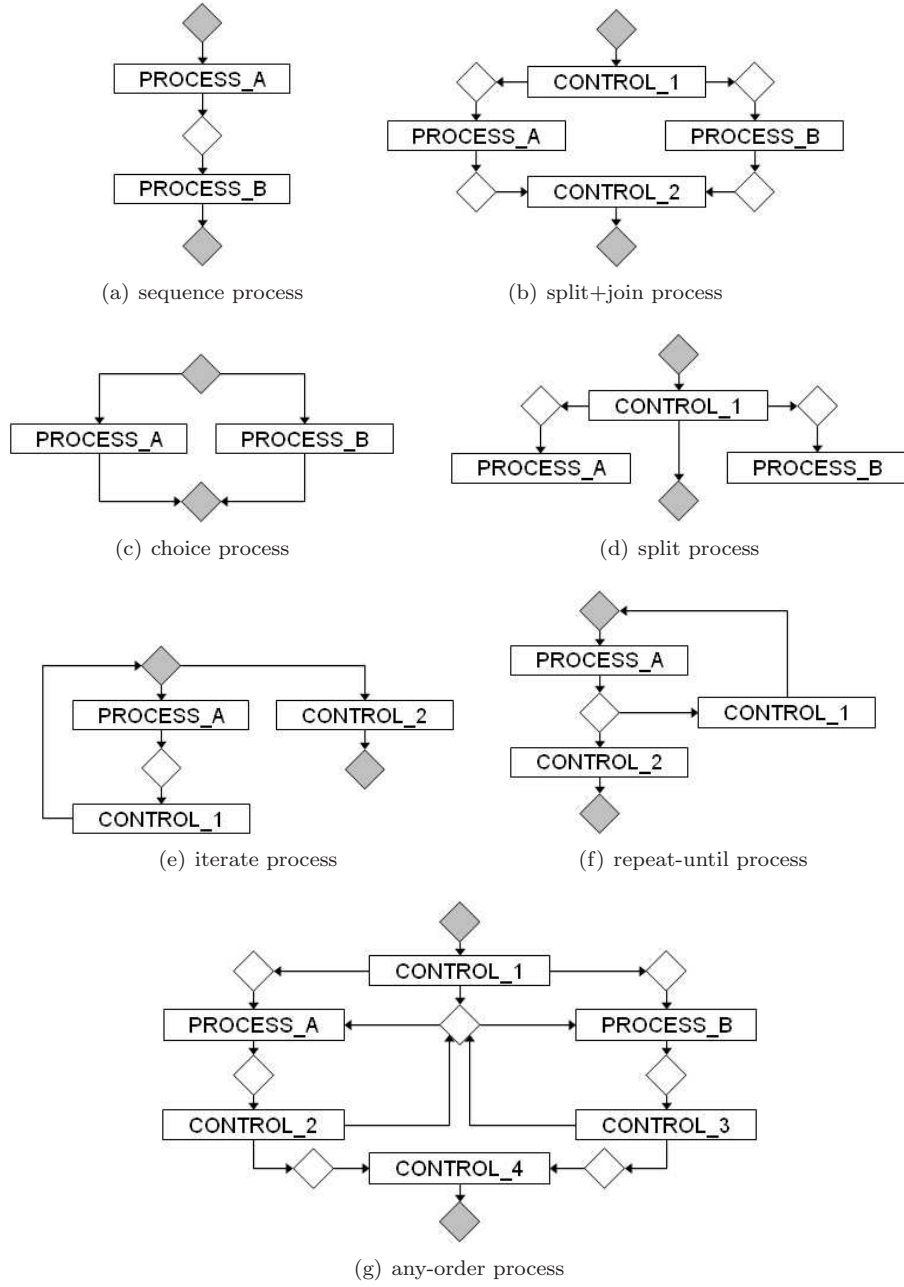 PROCESS_A
PROCESS_B
(a) sequence process
CONTROL_1
PROCESS_A
PROCESS_B
CONTROL_2
(b) split+join process
PROCESS_A
PROCESS_B
(c) choice process
CONTROL_1
PROCESS_A
PROCESS_B
(d) split process
PROCESS_A
CONTROL_2
CONTROL_1
(e) iterate process
PROCESS_A
CONTROL_1
CONTROL_2
(f) repeat-until process
CONTROL_1
PROCESS_A
PROCESS_B
CONTROL_2
CONTROL_3
CONTROL_4
(g) any-order process